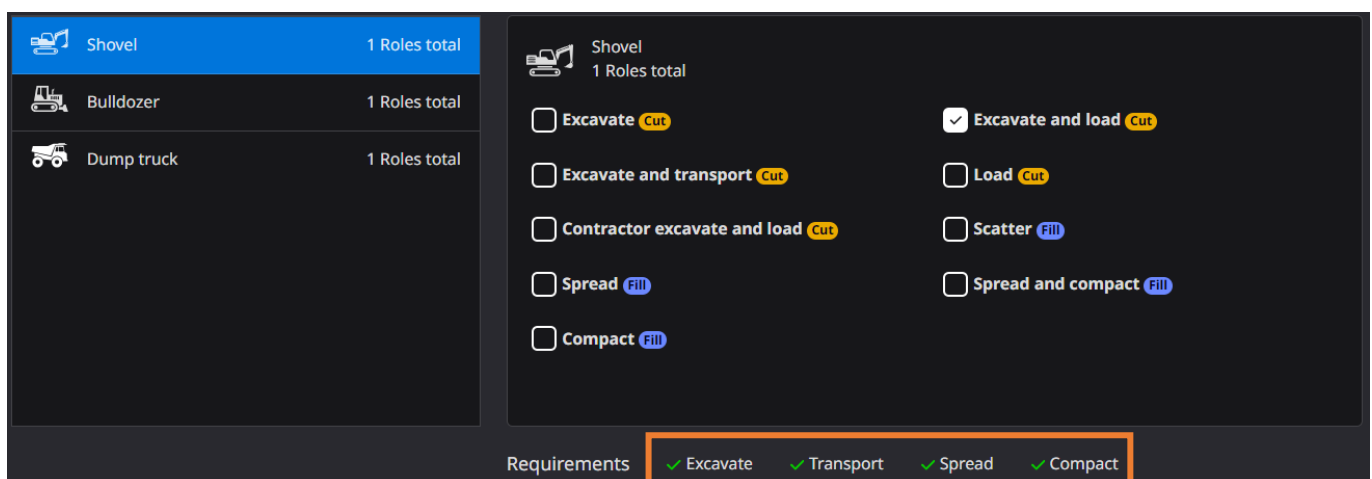 Shovel 1 Roles total
Bulldozer 1 Roles total
Dump truck 1 Roles total
Shovel
1 Roles total
Excavate Cut
Excavate and load Cut
Excavate and transport Cut
Load Cut
Contractor excavate and load Cut
Scatter Fill
Spread Fill
Spread and compact Fill
Compact Fill
Requirements Excavate Transport Spread Compact